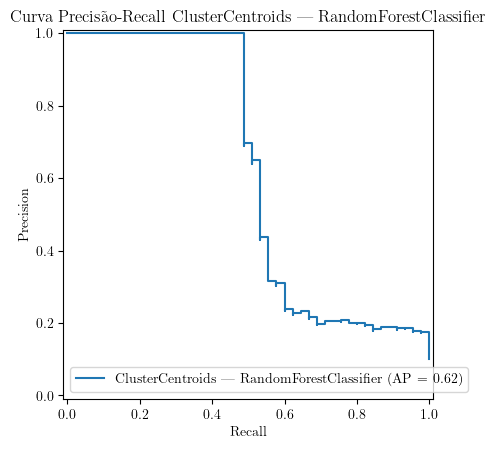 Curva Precisão-Recall ClusterCentroids — RandomForestClassifier
1.0
0.8
0.6
0.4
0.2
0.0
Precision
ClusterCentroids — RandomForestClassifier (AP = 0.62)
0.0 0.2 0.4 0.6 0.8 1.0
Recall